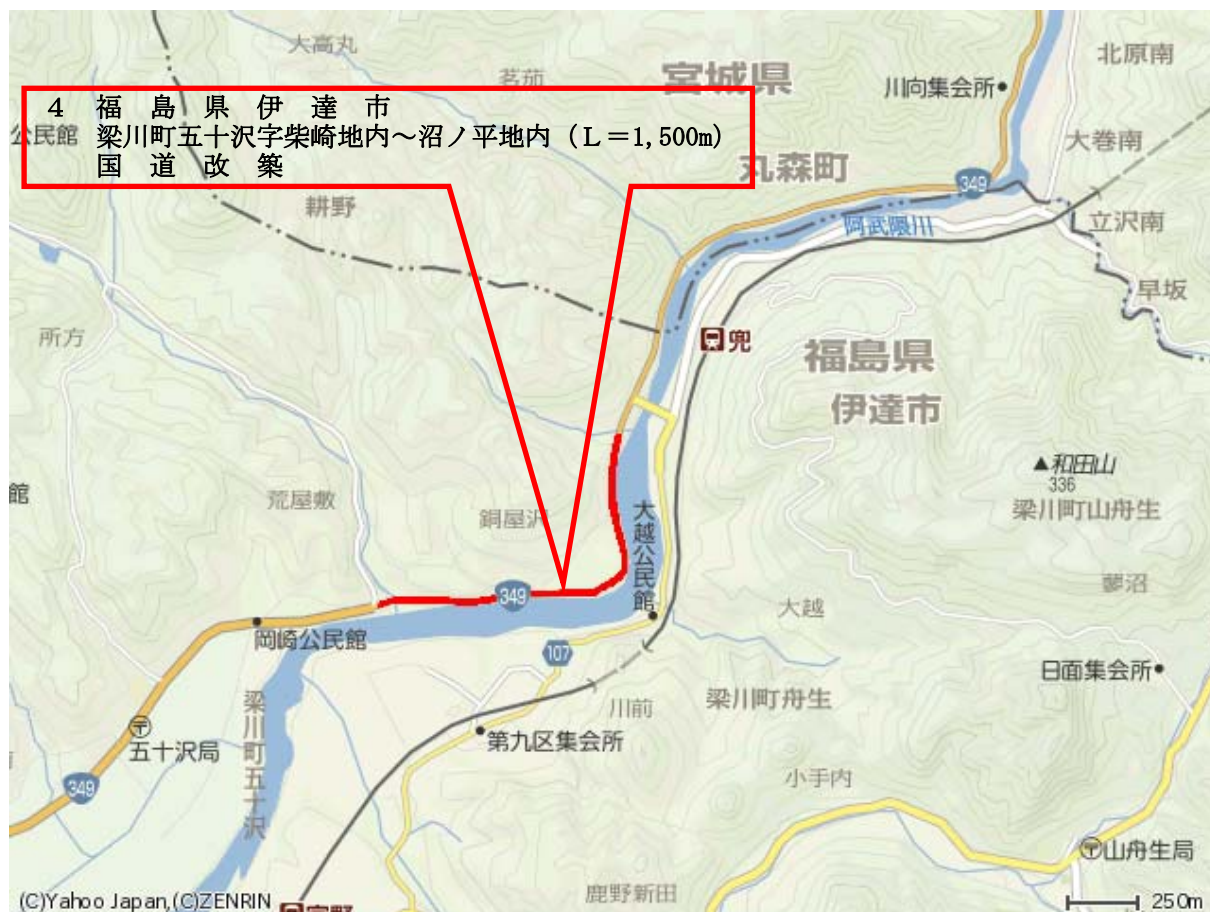 大高丸
茗茄
宮城県
川向集会所
北原南
4 福島県伊達市
公民館
梁川町五十沢字柴崎地内～沼ノ平地内（L＝1,500m）
国道改築
大巻南
丸森町
349
耕野
阿武隈川
立沢南
早坂
所方
兜
福島県
伊達市
和田山
336
館
荒屋敷
銅屋沢
大越公民館
梁川町山舟生
349
蓼沼
大越
岡崎公民館
107
日面集会所
梁川町五十沢
川前
梁川町舟生
五十沢局
第九区集会所
349
小手内
山舟生局
鹿野新田
(C)Yahoo Japan,(C)ZENRIN
250m